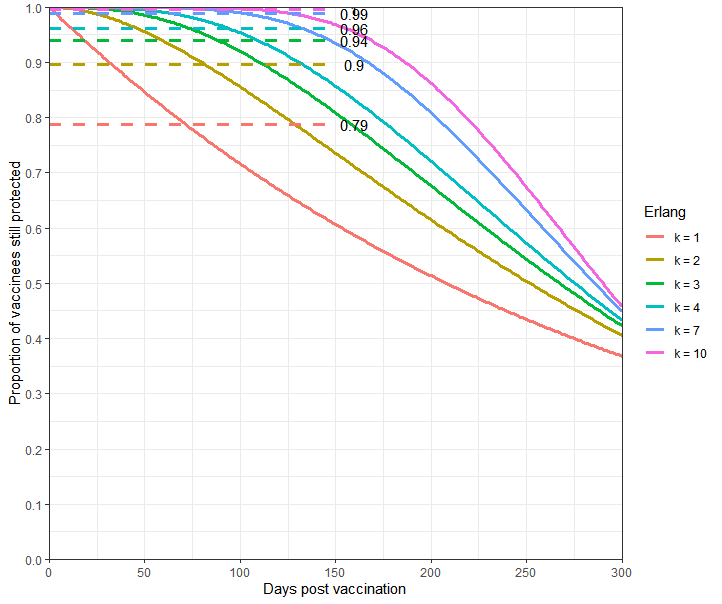 1.0
0.9
0.8
0.7
0.6
0.5
0.4
0.3
0.2
0.1
0.0
Proportion of vaccinees still protected
1
0.99
0.96
0.94
0.9
0.79
0
50
100
150
200
250
300
Days post vaccination
Erlang
k = 1
k = 2
k = 3
k = 4
k = 7
k = 10